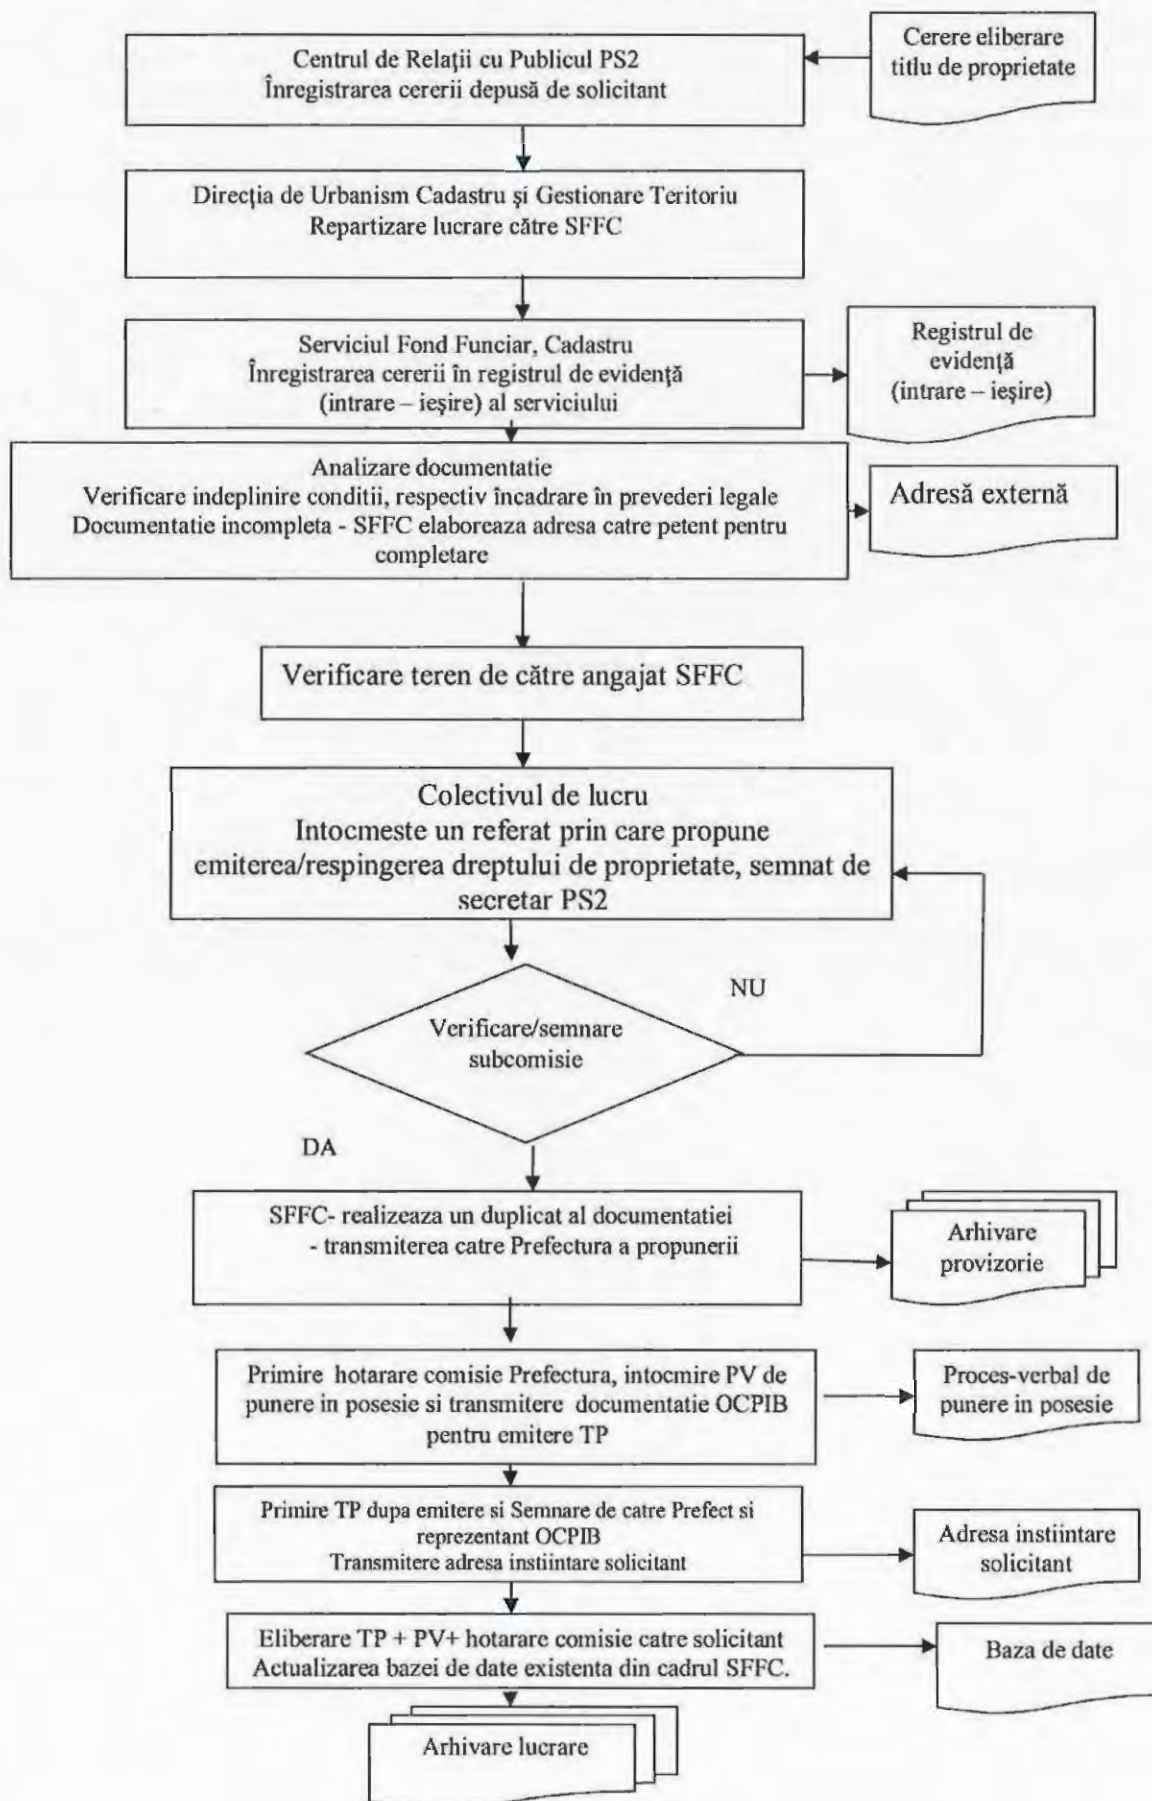 Centrul de Relaţii cu Publicul PS2
Înregistrarea cererii depusă de solicitant
Cerere eliberare
titlu de proprietate
Direcţia de Urbanism Cadastru şi Gestionare Teritoriu
Repartizare lucrare către SFFC
Serviciul Fond Funciar, Cadastru
Înregistrarea cererii în registrul de evidenţă
(intrare – ieşire) al serviciului
Registrul de
evidenţă
(intrare – ieşire)
Analizare documentatie
Verificare indeplinire conditii, respectiv încadrare în prevederi legale
Documentatie incompleta - SFFC elaboreaza adresa catre petent pentru
completare
Adresă externă
Verificare teren de către angajat SFFC
Colectivul de lucru
Intocmeste un referat prin care propune
emiterea/respingerea dreptului de proprietate, semnat de
secretar PS2
NU
Verificare/semnare
subcomisie
DA
SFFC- realizeaza un duplicat al documentatiei
- transmiterea catre Prefectura a propunerii
Arhivare
provizorie
Primire hotarare comisie Prefectura, intocmire PV de
punere in posesie si transmitere documentatie OCPIB
pentru emitere TP
Proces-verbal de
punere in posesie
Primire TP dupa emitere si Semnare de catre Prefect si
reprezentant OCPIB
Transmitere adresa instiintare solicitant
Adresa instiintare
solicitant
Eliberare TP + PV+ hotarare comisie catre solicitant
Actualizarea bazei de date existenta din cadrul SFFC.
Baza de date
Arhivare lucrare